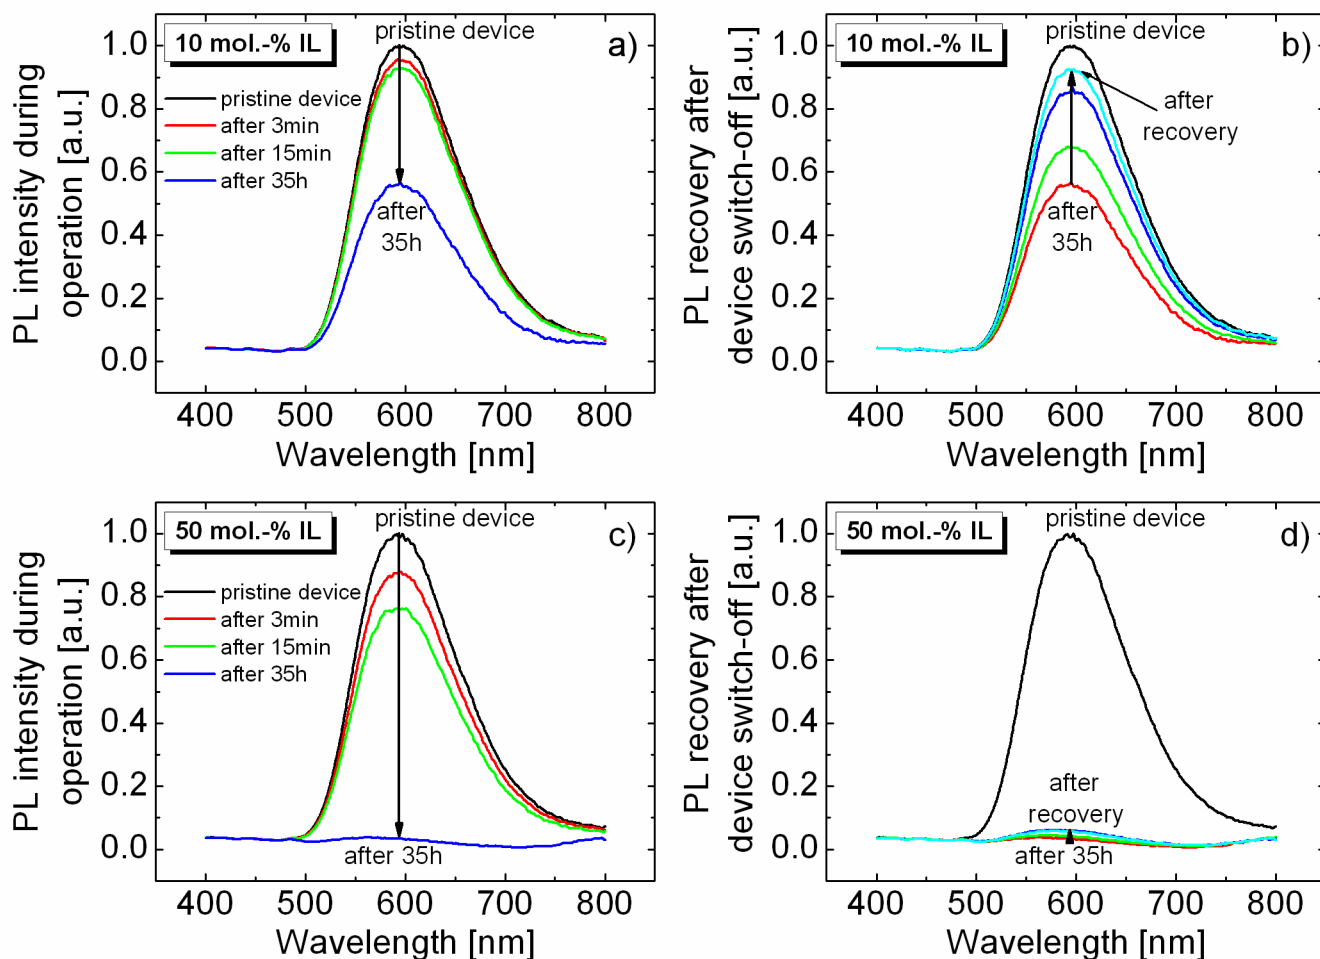 10 mol.-% IL
pristine device
a)
pristine device
after 3min
after 15min
after 35h
after
35h
1.0
0.8
0.6
0.4
0.2
0.0
PL intensity during
operation [a.u.]
400 500 600 700 800
Wavelength [nm]
10 mol.-% IL
pristine device
b)
after
recovery
after
35h
1.0
0.8
0.6
0.4
0.2
0.0
PL recovery after
device switch-off [a.u.]
400 500 600 700 800
Wavelength [nm]
50 mol.-% IL
pristine device
c)
pristine device
after 3min
after 15min
after 35h
after 35h
1.0
0.8
0.6
0.4
0.2
0.0
PL intensity during
operation [a.u.]
400 500 600 700 800
Wavelength [nm]
50 mol.-% IL
pristine device
d)
after
recovery
after 35h
1.0
0.8
0.6
0.4
0.2
0.0
PL recovery after
device switch-off [a.u.]
400 500 600 700 800
Wavelength [nm]